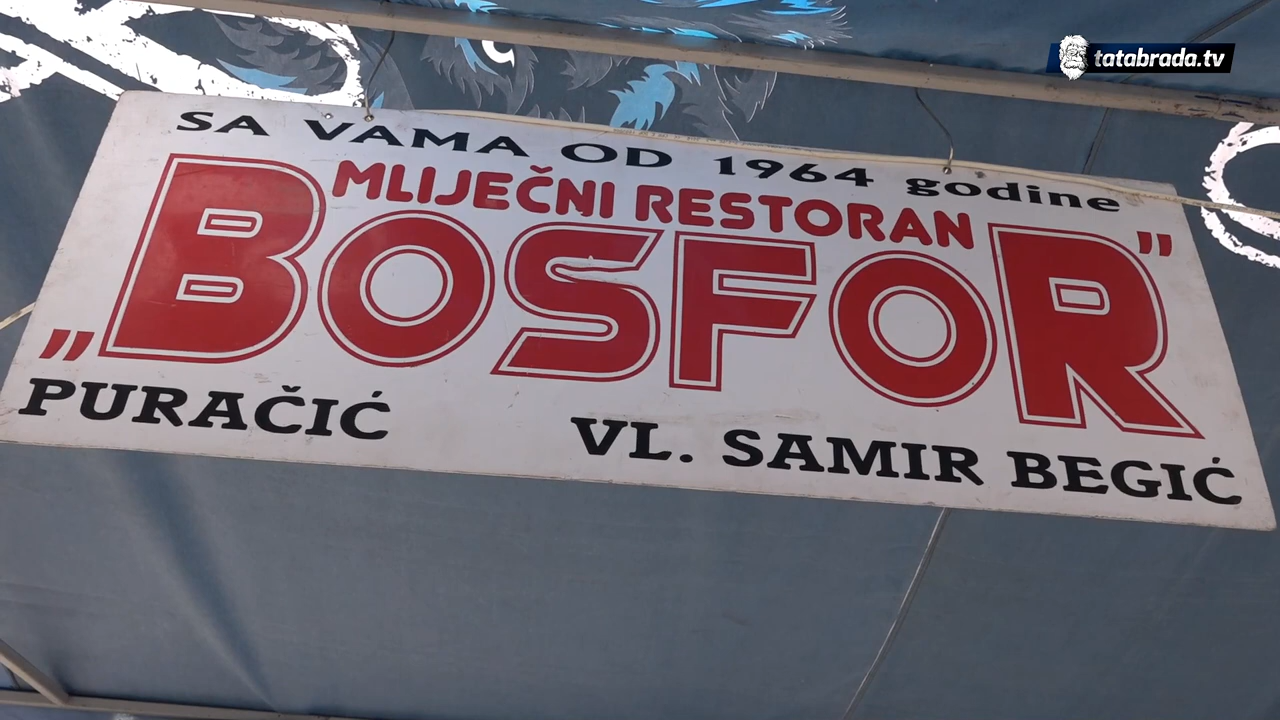 tatabrada.tv
SA VAMA OD 1964 godine
MLIJEČNI RESTORAN
„BOSFOR”
PURAČIĆ VL. SAMIR BEGIĆ